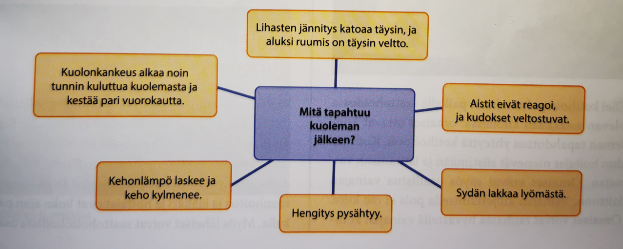 Lihasten jännitys katoaa täysin, ja
aluksi ruumis on täysin veltto.
Kuolonkankeus alkaa noin
tunnin kuluttua kuolemasta ja
kestää pari vuorokautta.
Mitä tapahtuu
kuoleman
jälkeen?
Aistit eivät reagoi,
ja kudokset veltostuvat.
Kehonlämpö laskee ja
keho kylmenee.
Hengitys pysähtyy.
Sydän lakkaa lyömästä.